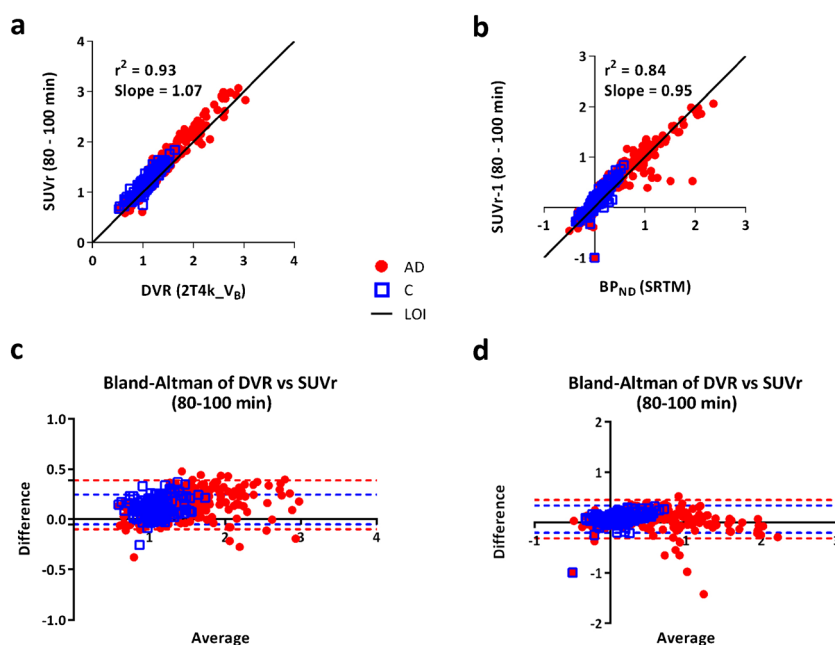 a
r² = 0.93
Slope = 1.07
SUVr (80 - 100 min)
4
3
2
1
0
0 1 2 3 4
DVR (2T4k_V_B)
b
r² = 0.84
Slope = 0.95
SUVr-1 (80 - 100 min)
3
2
1
-1
-1 0 1 2 3
BP_ND (SRTM)
AD
C
LOI
c
Bland-Altman of DVR vs SUVr
(80-100 min)
Difference
1.0
0.5
0.0
-0.5
-1.0
1 2 3 4
Average
d
Bland-Altman of DVR vs SUVr
(80-100 min)
Difference
2
1
-1
-2
-1 1 2 3
Average